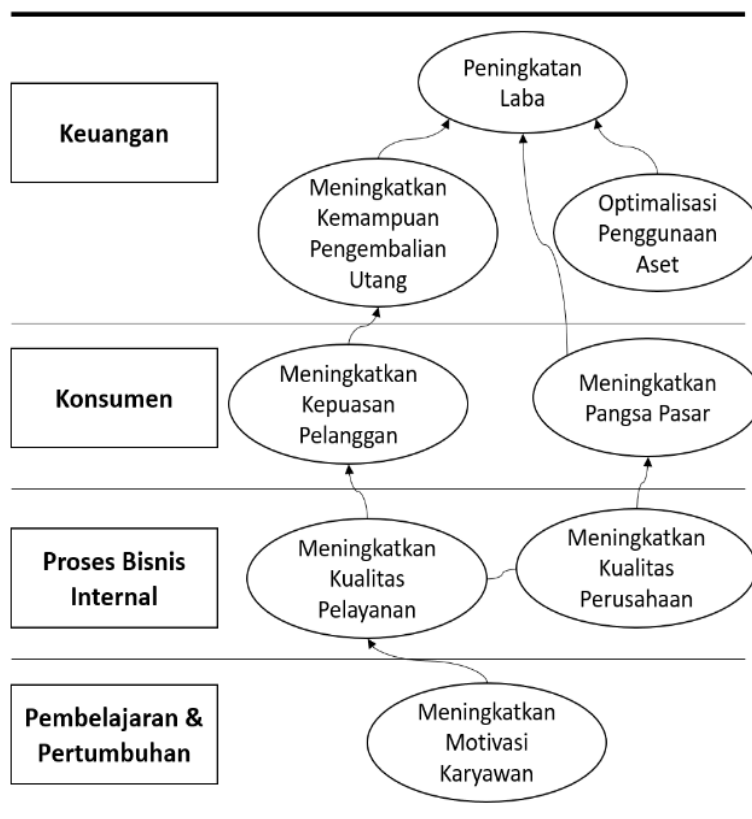 Keuangan
Peningkatan
Laba
Meningkatkan
Kemampuan
Pengembalian
Utang
Optimalisasi
Penggunaan
Aset
Konsumen
Meningkatkan
Kepuasan
Pelanggan
Meningkatkan
Pangsa Pasar
Proses Bisnis
Internal
Meningkatkan
Kualitas
Pelayanan
Meningkatkan
Kualitas
Perusahaan
Pembelajaran &
Pertumbuhan
Meningkatkan
Motivasi
Karyawan